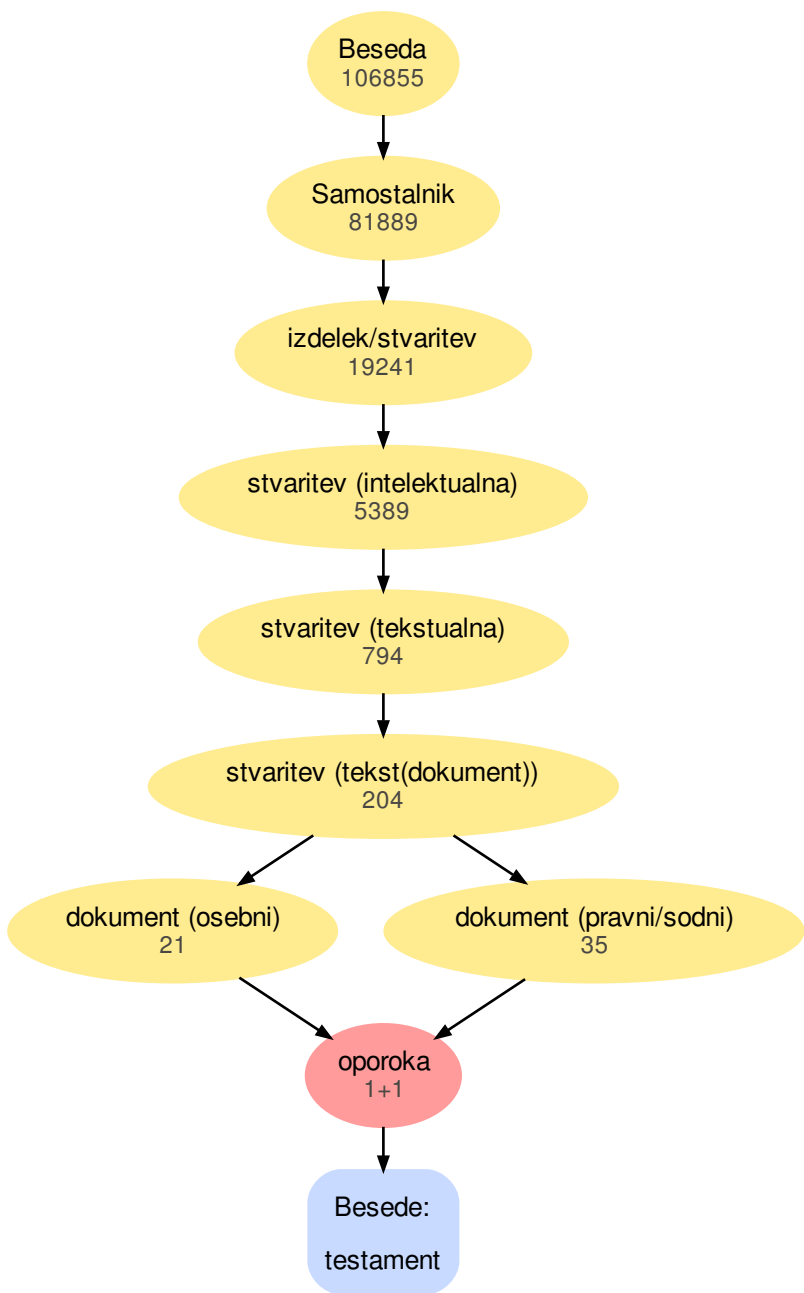 Beseda
106855
Samostalnik
81889
izdelek/stvaritev
19241
stvaritev (intelektualna)
5389
stvaritev (tekstualna)
794
stvaritev (tekst(dokument))
204
dokument (osebni)
21
dokument (pravni/sodni)
35
oporoka
1+1
Besede:
testament